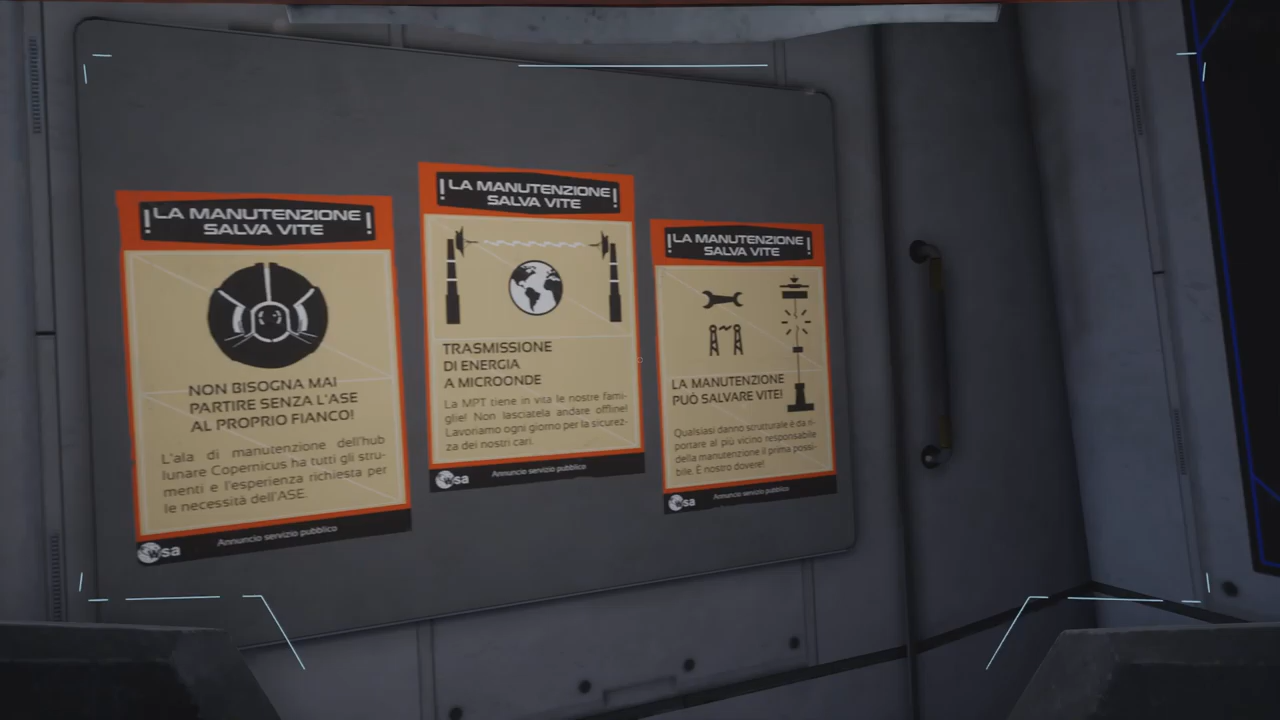 !LA MANUTENZIONE!
SALVA VITE
NON BISOGNA MAI
PARTIRE SENZA L'ASE
AL PROPRIO FIANCO!
L'ala di manutenzione dell'hub
lunare Copernicus ha tutti gli stru-
menti e l'esperienza richiesta per
le necessità dell'ASE.
wsa
Annuncio servizio pubblico
!LA MANUTENZIONE!
SALVA VITE
TRASMISSIONE
DI ENERGIA
A MICROONDE
La MPT tiene in vita le nostre fami-
glie! Non lasciatela andare offline!
Lavoriamo ogni giorno per la sicurez-
za dei nostri cari.
wsa
Annuncio servizio pubblico
!LA MANUTENZIONE!
SALVA VITE
LA MANUTENZIONE
PUÒ SALVARE VITE!
Qualsiasi danno strutturale è da ri-
portare al più vicino responsabile
della manutenzione il prima possi-
bile. È nostro dovere!
wsa
Annuncio servizio pubblico